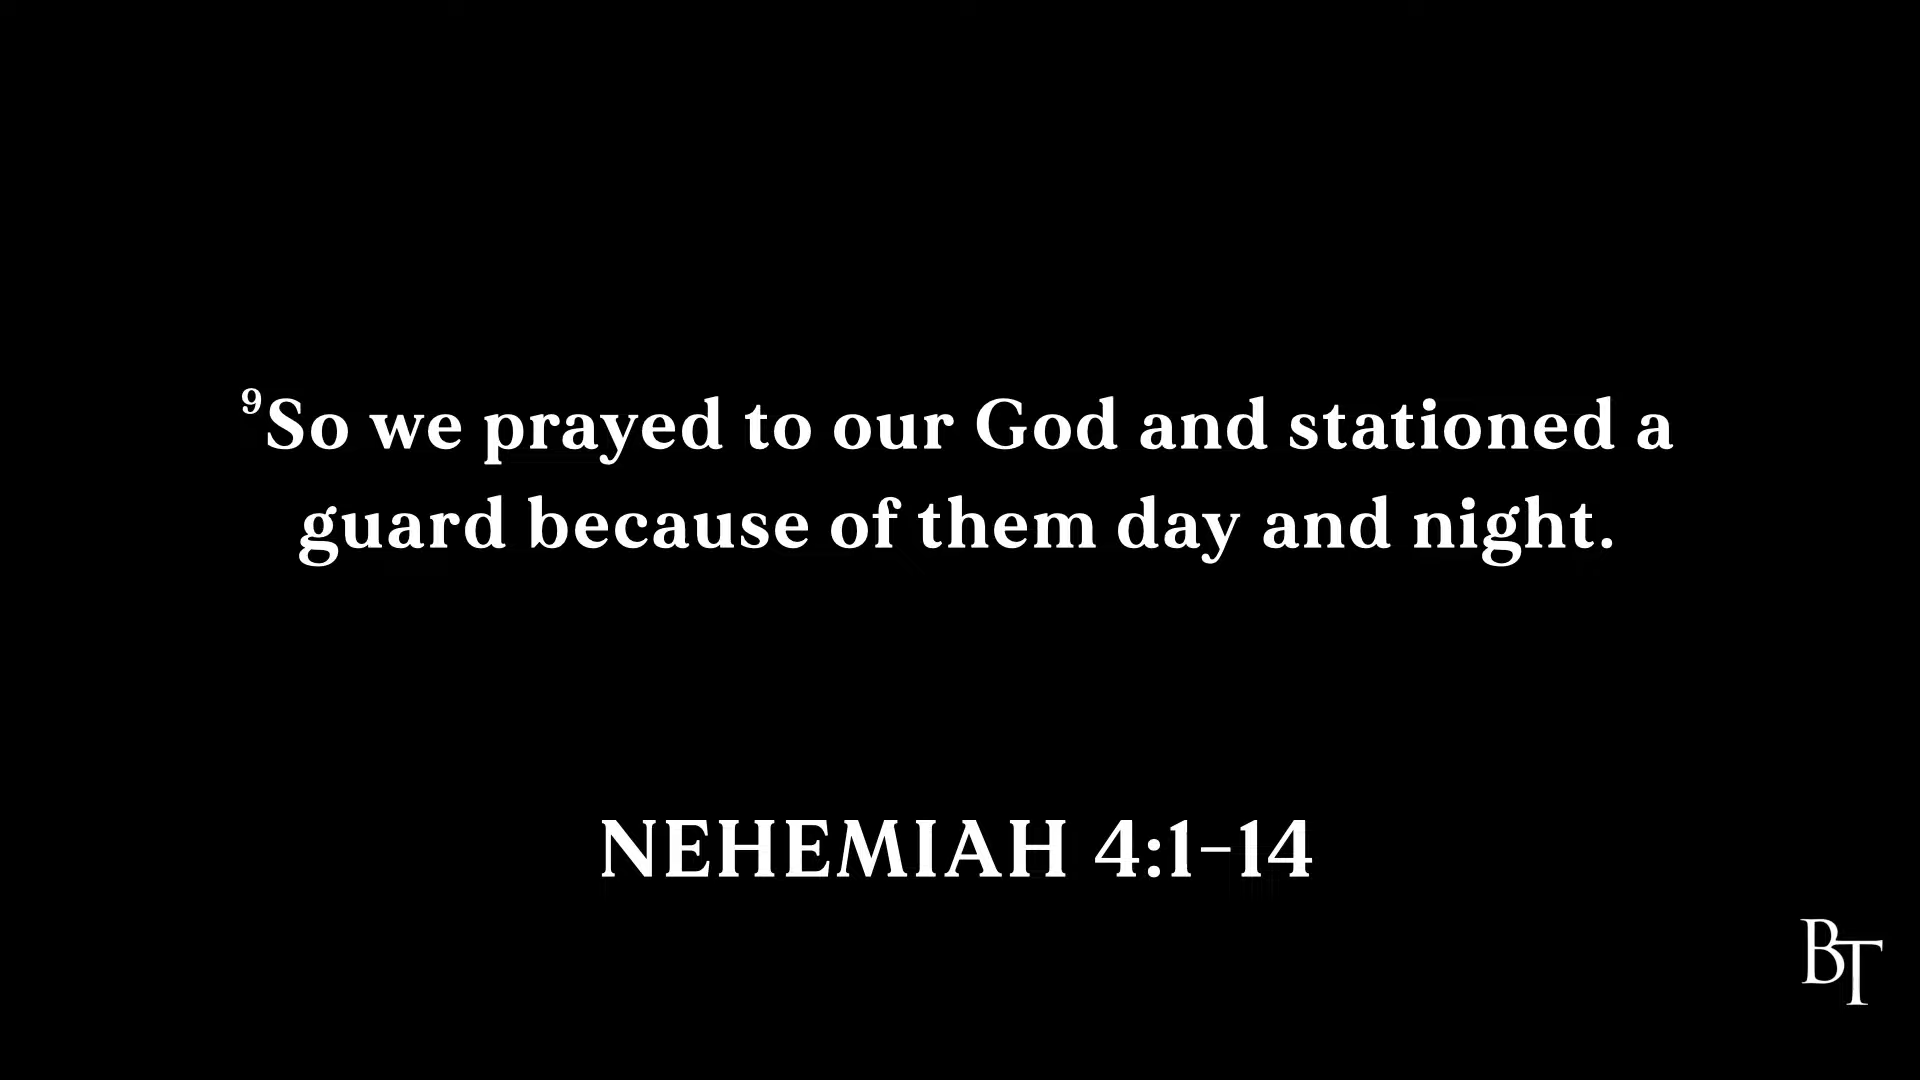 ⁹So we prayed to our God and stationed a
guard because of them day and night.
NEHEMIAH 4:1–14
BT